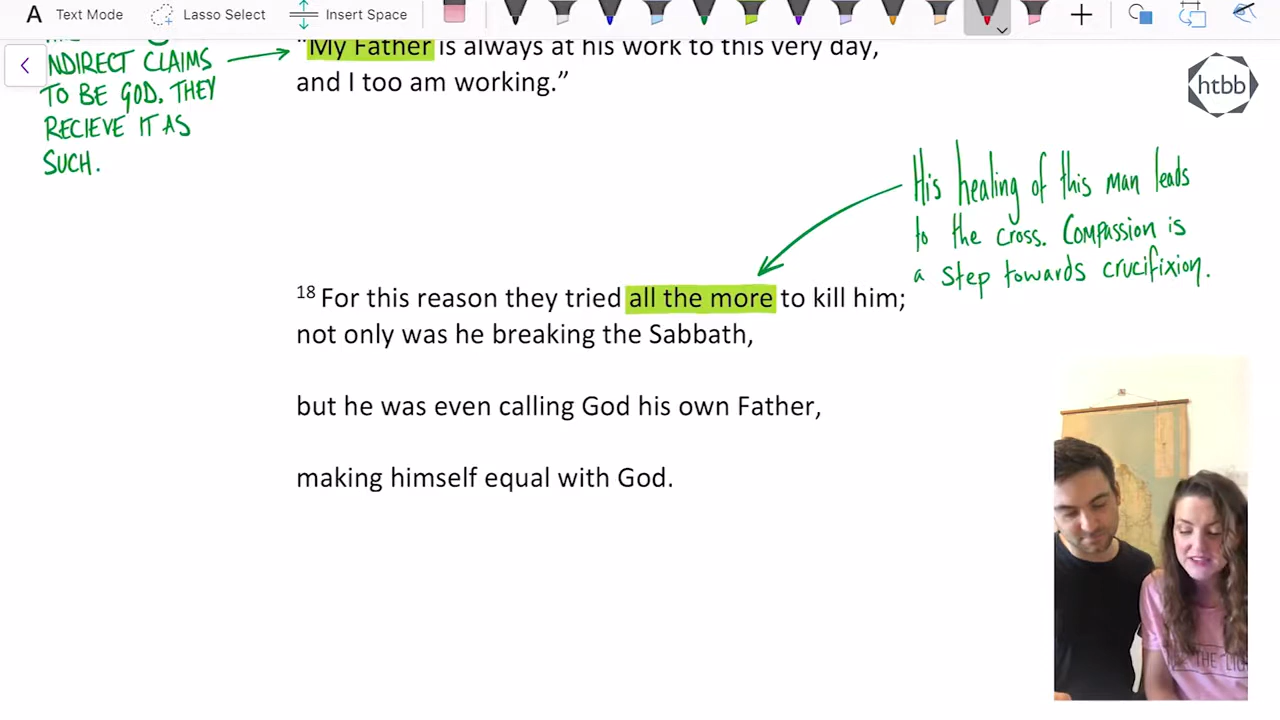 A Text Mode Lasso Select Insert Space
NDIRECT CLAIMS
TO BE GOD. THEY
RECIEVE IT AS
SUCH.
"My Father is always at his work to this very day,
and I too am working.”
htbb
His healing of this man leads
to the cross. Compassion is
a step towards crucifixion.
18 For this reason they tried all the more to kill him;
not only was he breaking the Sabbath,
but he was even calling God his own Father,
making himself equal with God.
THE